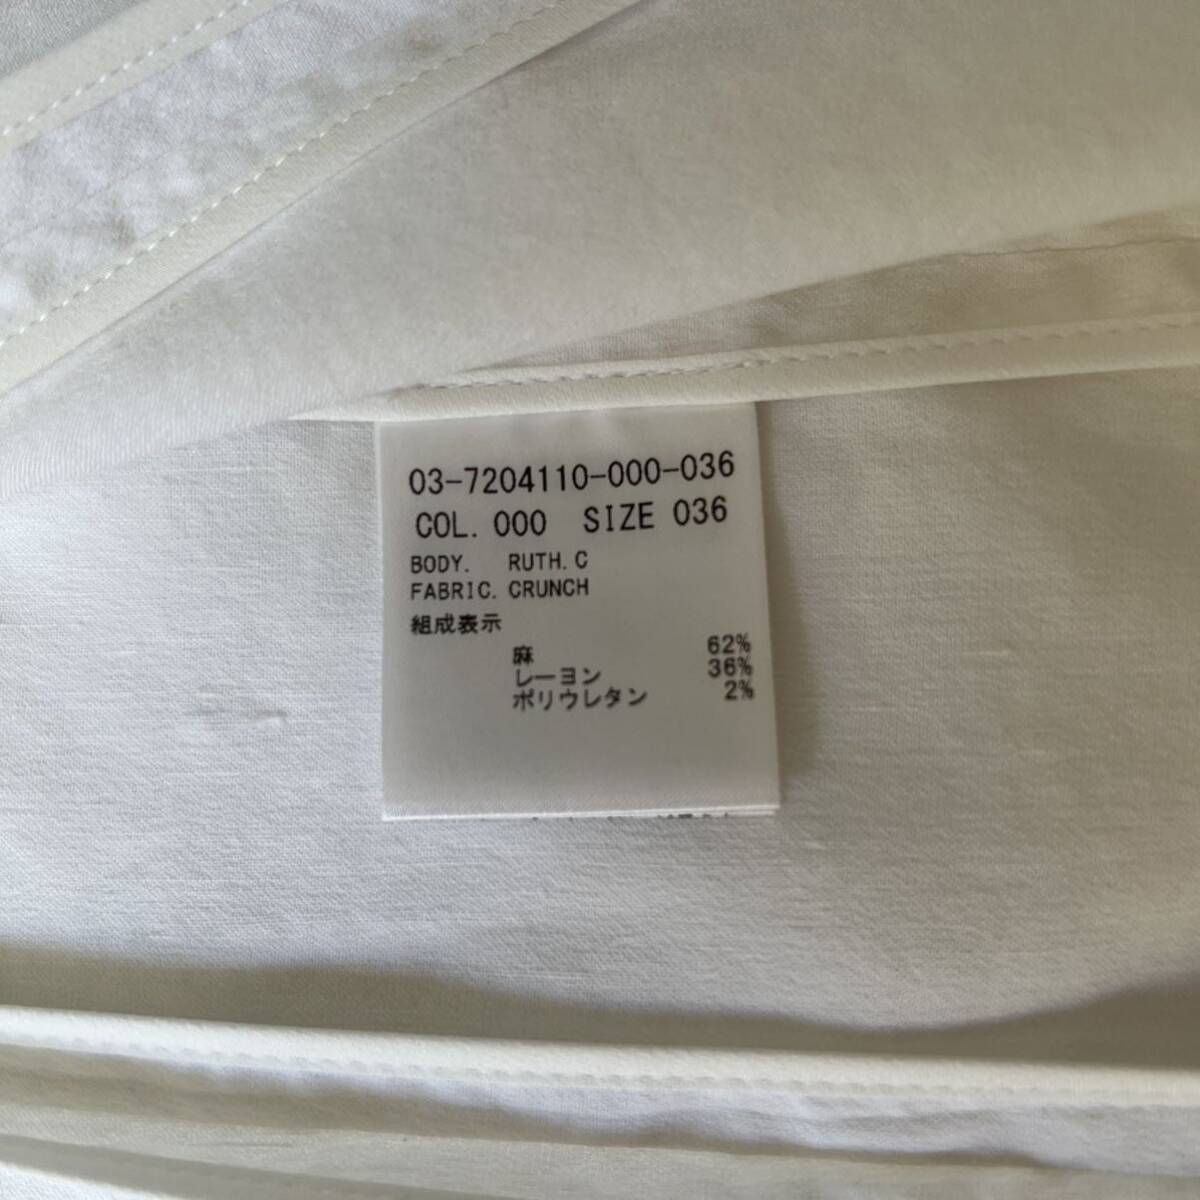 03-7204110-000-036
COL. 000 SIZE 036
BODY. RUTH. C
FABRIC. CRUNCH
組成表示
麻 62%
レーヨン 36%
ポリウレタン 2%